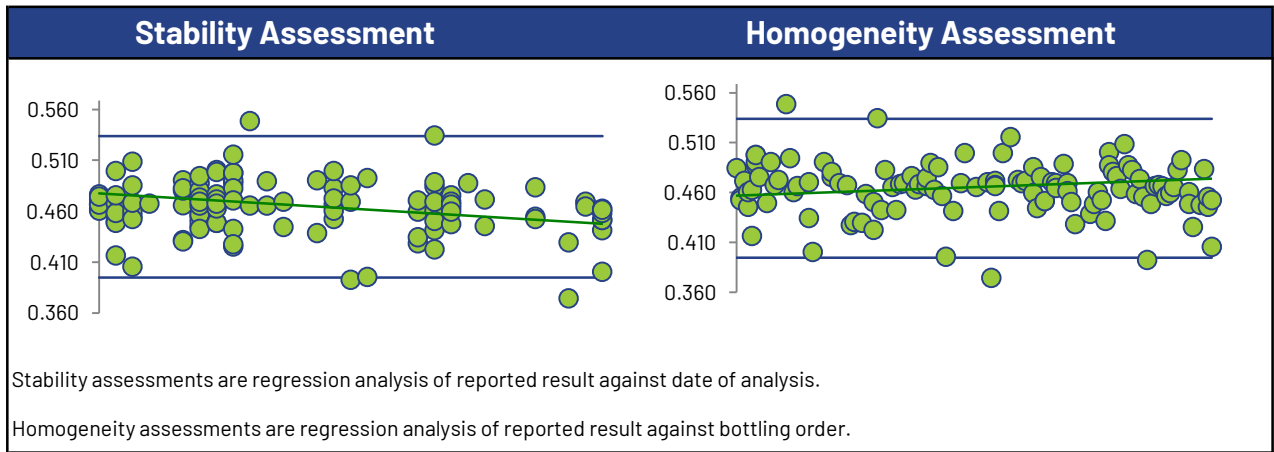 Stability Assessment
Homogeneity Assessment
0.560
0.510
0.460
0.410
0.360
0.560
0.510
0.460
0.410
0.360
Stability assessments are regression analysis of reported result against date of analysis.
Homogeneity assessments are regression analysis of reported result against bottling order.